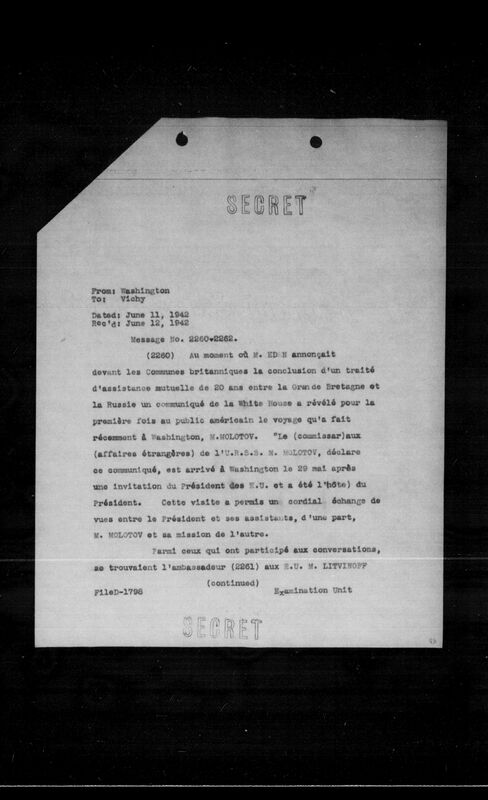 SECRET
From: Washington
To: Vichy
Dated: June 11, 1942
Rec'd: June 12, 1942
Message No. 2260-2262.
(2260) Au moment où M. EDEN annonçait
devant les Communes britanniques la conclusion d'un traité
d'assistance mutuelle de 20 ans entre la Grande Bretagne et
la Russie un communiqué de la White House a révélé pour la
première fois au public américain le voyage qu'a fait
récemment à Washington, M.MOLOTOV. "Le (commissar)aux
(affaires étrangères) de l'U.R.S.S. M. MOLOTOV, déclare
ce communiqué, est arrivé à Washington le 29 mai après
une invitation du Président des E.U. et a été l'hôte) du
Président. Cette visite a permis un cordial échange de
vues entre le Président et ses assistants, d'une part,
M. MOLOTOV et sa mission de l'autre.
Parmi ceux qui ont participé aux conversations,
se trouvaient l'ambassadeur (2261) aux E.U. M. LITVINOFF
(continued)
FileD-1798 Examination Unit
SECRET